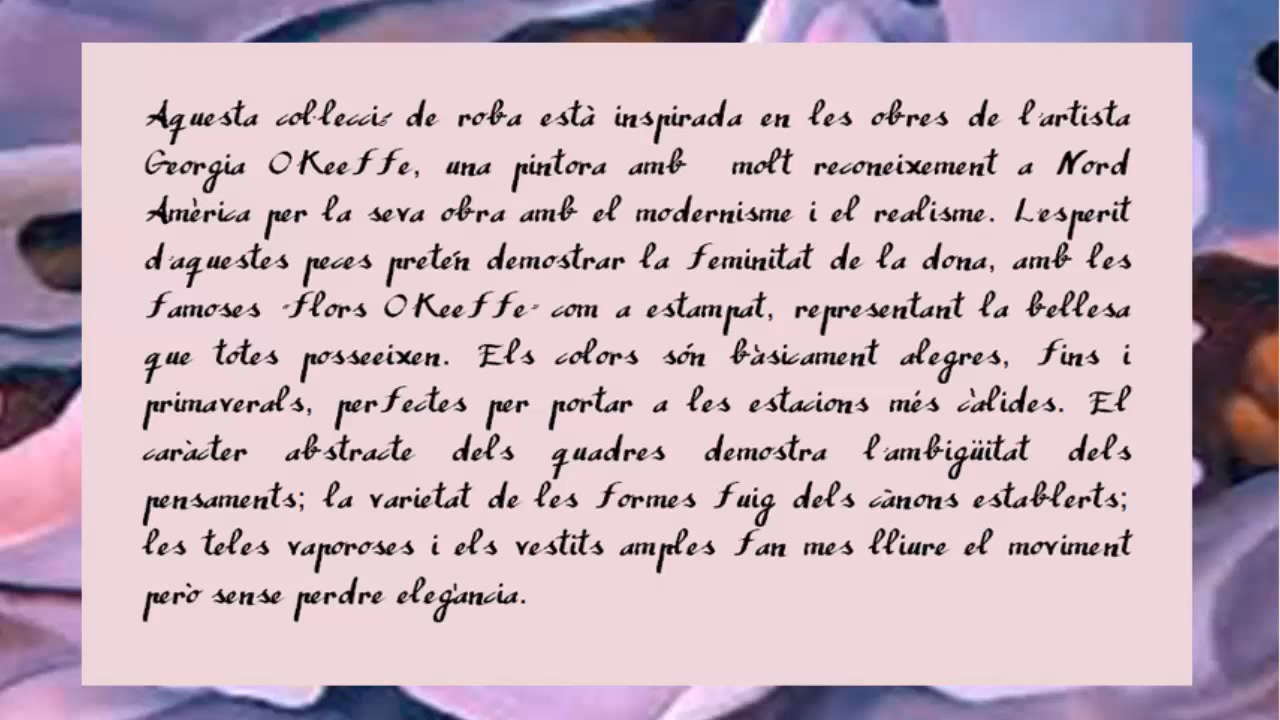 Aquesta col·lecció de roba està inspirada en les obres de l'artista
Georgia O'Keeffe, una pintora amb molt reconeixement a Nord
Amèrica per la seva obra amb el modernisme i el realisme. L'esperit
d'aquestes peces pretén demostrar la feminitat de la dona, amb les
famoses "flors O'Keeffe" com a estampat, representant la bellesa
que totes posseeixen. Els colors són bàsicament alegres, fins i
primaverals, perfectes per portar a les estacions més càlides. El
caràcter abstracte dels quadres demostra l'ambigüitat dels
pensaments; la varietat de les formes fuig dels cànons establerts;
les teles vaporoses i els vestits amples fan mes lliure el moviment
però sense perdre elegància.